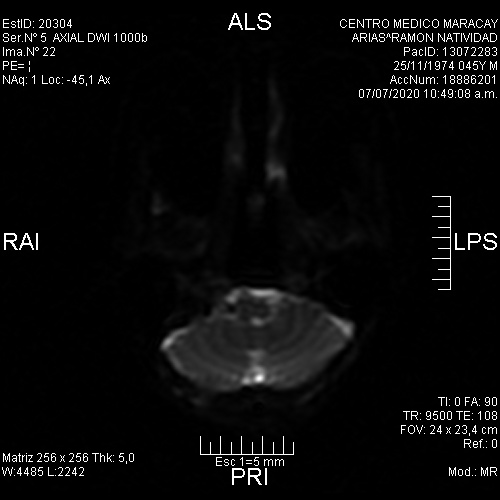 EstID: 20304
Ser.Nº 5 AXIAL DWI 1000b
Ima.Nº 22
PE= ¦
NAq: 1 Loc: -45,1 Ax
ALS
CENTRO MEDICO MARACAY
ARIAS^RAMON NATIVIDAD
PacID: 13072283
25/11/1974 045Y M
AccNum: 18886201
07/07/2020 10:49:08 a.m.
RAI
LPS
TI: 0 FA: 90
TR: 9500 TE: 108
FOV: 24 x 23,4 cm
Ref.: 0
Matriz 256 x 256 Thk: 5,0
W:4485 L:2242
Esc 1=5 mm
PRI
Mod.: MR